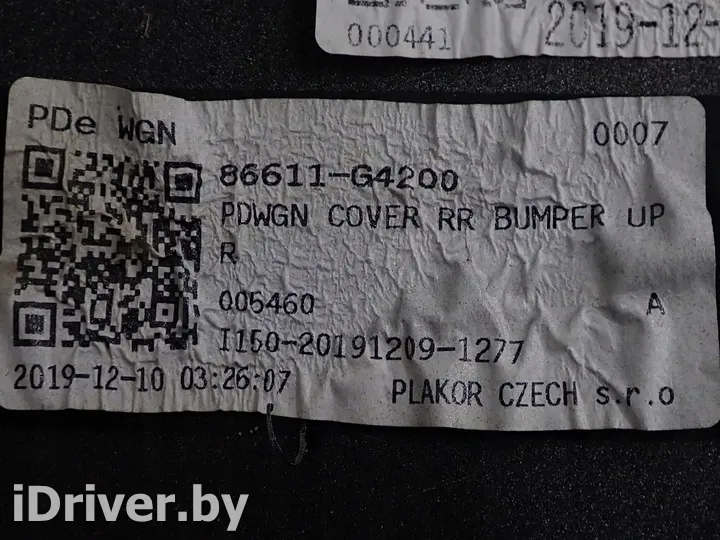 000441
2019-12-
PDe WGN
0007
86611-G4200
PDWGN COVER RR BUMPER UP
R
005460
A
I150-20191209-1277
2019-12-10 03:26:07
PLAKOR CZECH s.r.o
iDriver.by